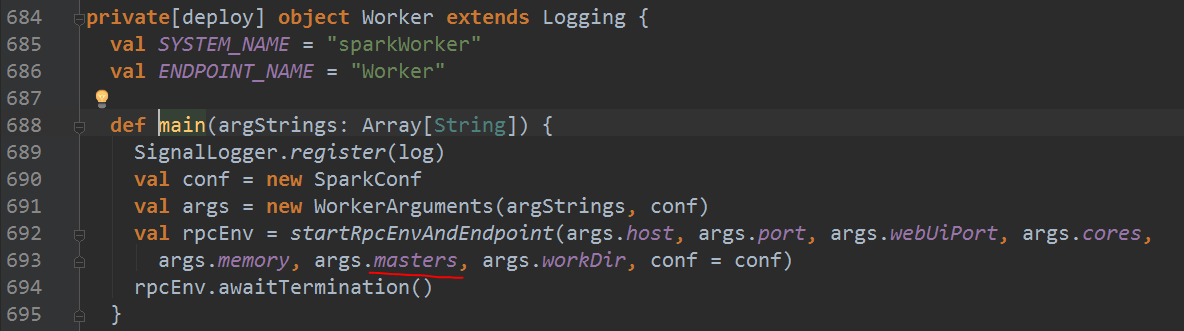 684 private[deploy] object Worker extends Logging {
685 val SYSTEM_NAME = "sparkWorker"
686 val ENDPOINT_NAME = "Worker"
687
688 def main(argStrings: Array[String]) {
689 SignalLogger.register(log)
690 val conf = new SparkConf
691 val args = new WorkerArguments(argStrings, conf)
692 val rpcEnv = startRpcEnvAndEndpoint(args.host, args.port, args.webUiPort, args.cores,
693 args.memory, args.masters, args.workDir, conf = conf)
694 rpcEnv.awaitTermination()
695 }